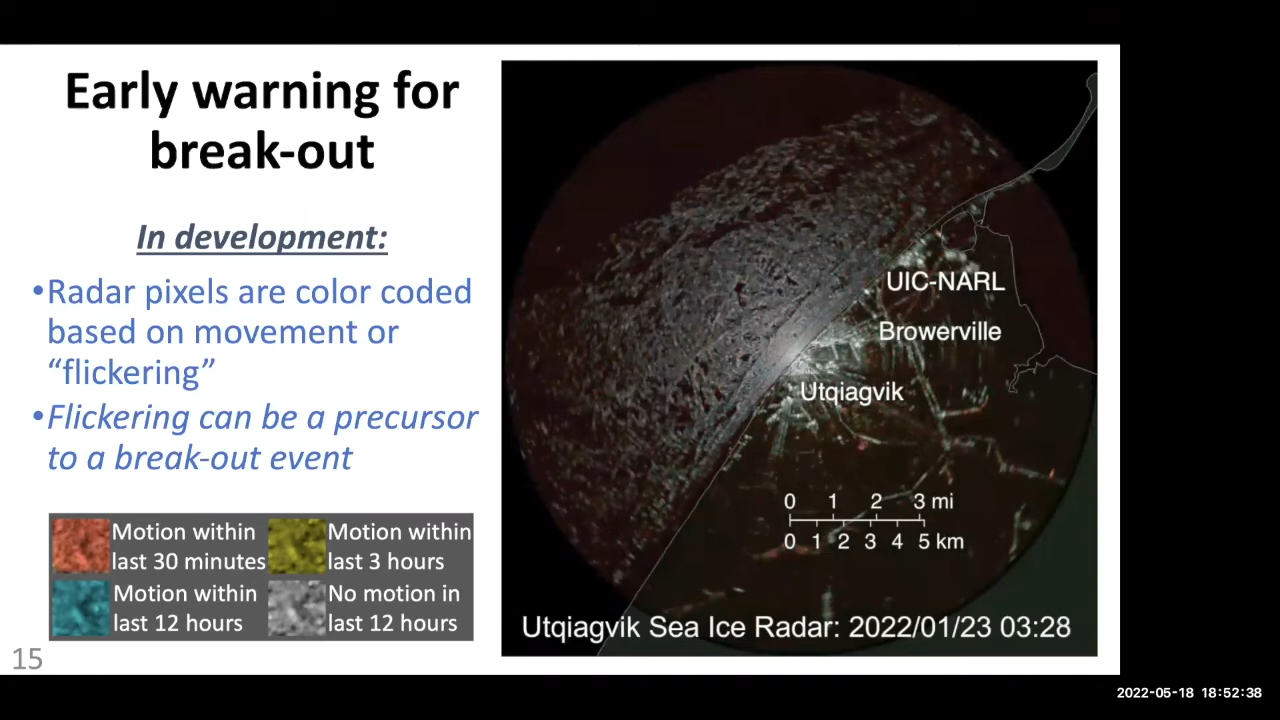 Early warning for
break-out
In development:
•Radar pixels are color coded
based on movement or
“flickering”
•Flickering can be a precursor
to a break-out event
Motion within
last 30 minutes
Motion within
last 3 hours
Motion within
last 12 hours
No motion in
last 12 hours
15
UIC-NARL
Browerville
Utqiagvik
0 1 2 3 mi
0 1 2 3 4 5 km
Utqiagvik Sea Ice Radar: 2022/01/23 03:28
2022-05-18 18:52:38